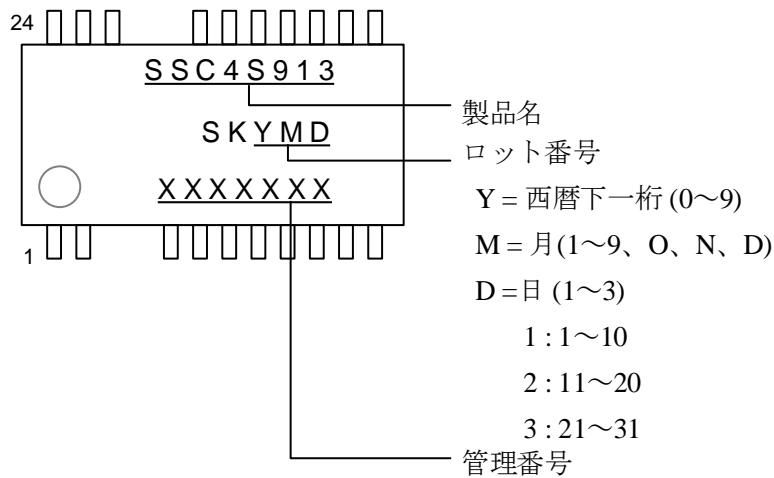 24
SSC4S913
製品名
SKYMD
ロット番号
XXXXXXX
Y = 西暦下一桁 (0～9)
M = 月(1～9、O、N、D)
1
D =日 (1～3)
1 : 1～10
2 : 11～20
3 : 21～31
管理番号